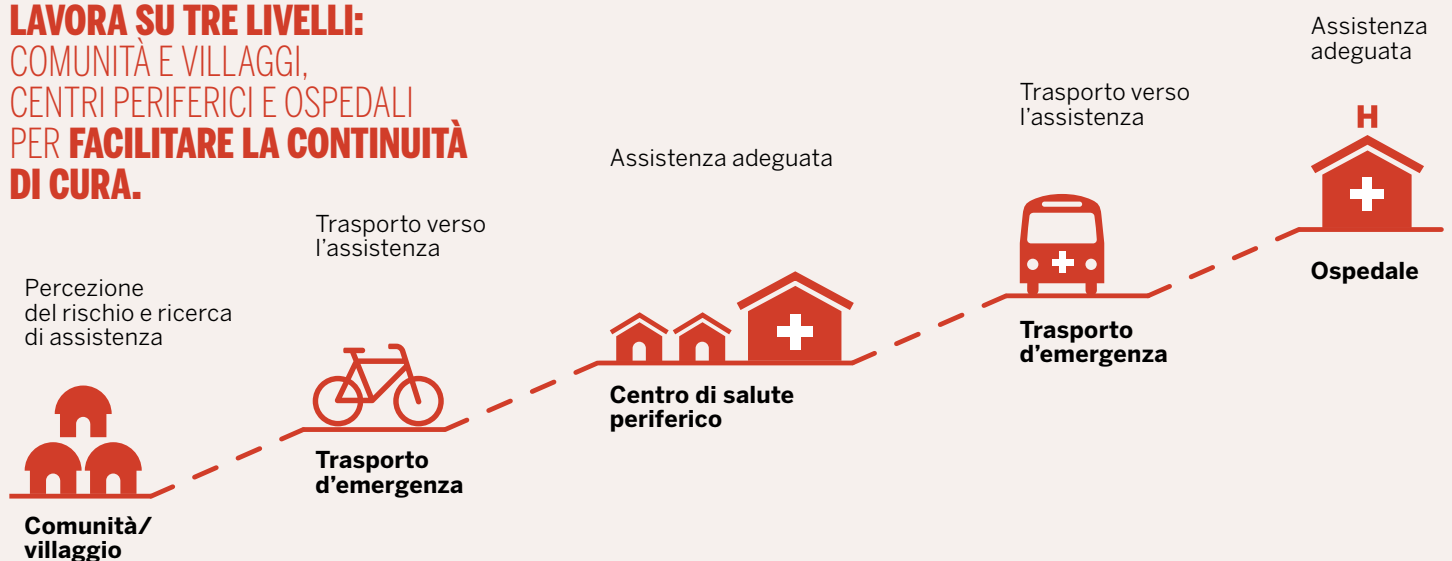 LAVORA SU TRE LIVELLI:
COMUNITÀ E VILLAGGI,
CENTRI PERIFERICI E OSPEDALI
PER FACILITARE LA CONTINUITÀ
DI CURA.
Percezione
del rischio e ricerca
di assistenza
Comunità/
villaggio
Trasporto verso
l'assistenza
Trasporto
d'emergenza
Assistenza adeguata
Centro di salute
periferico
Trasporto verso
l'assistenza
Trasporto
d'emergenza
Assistenza
adeguata
H
Ospedale